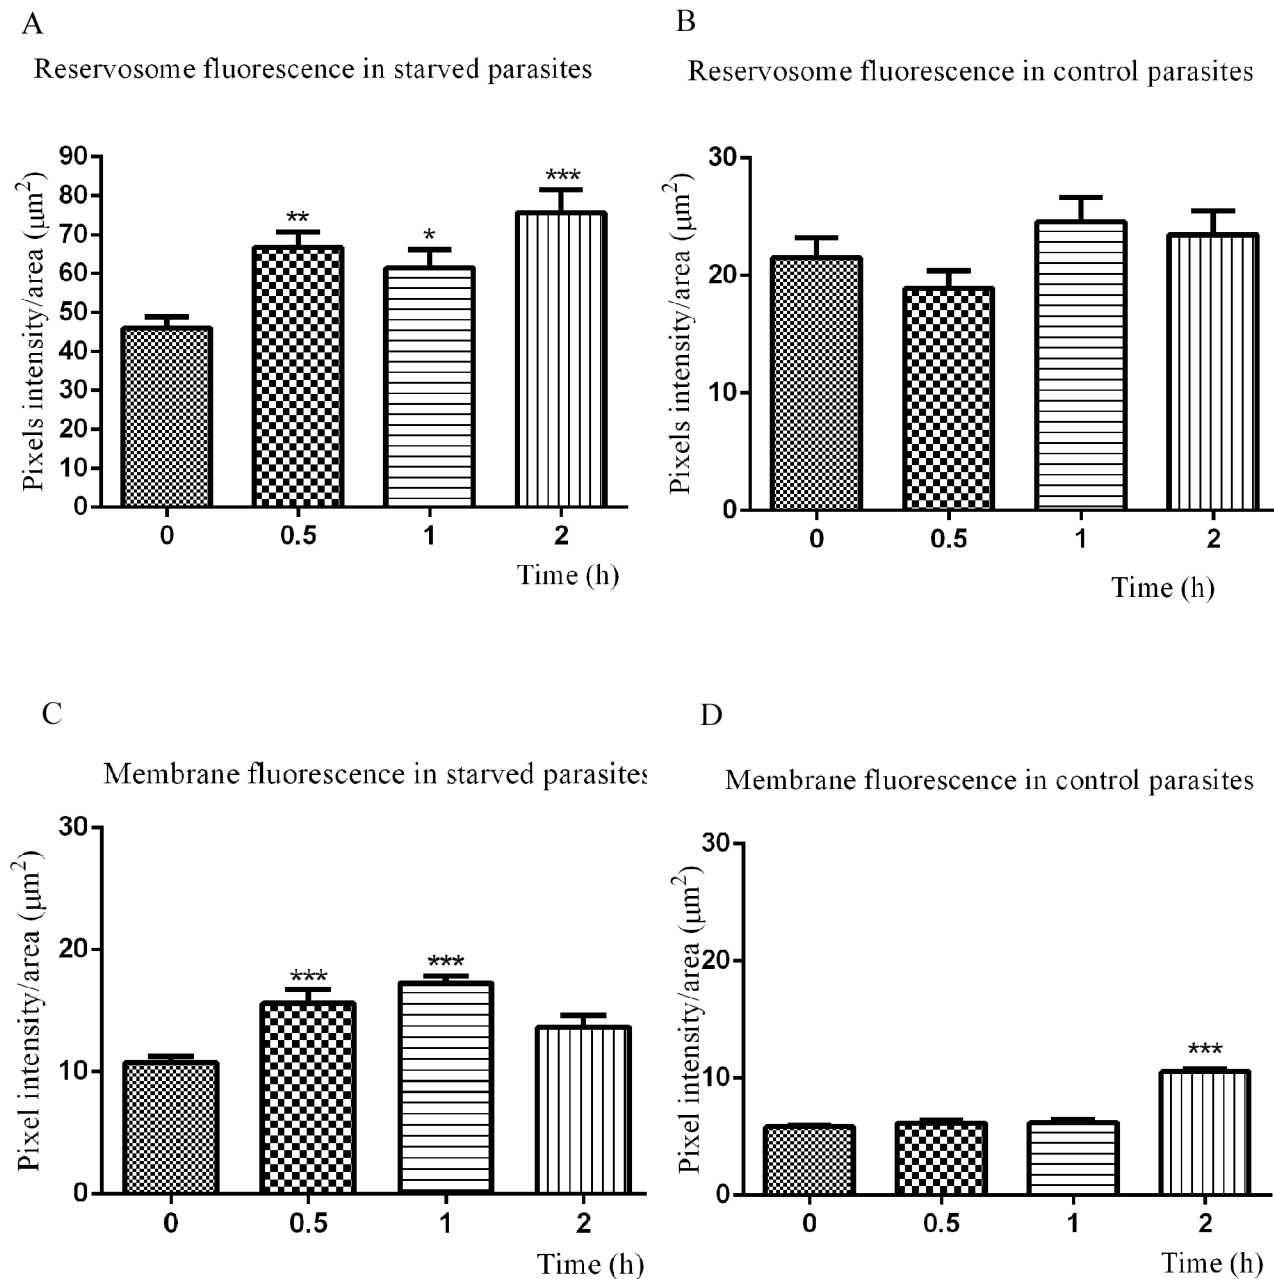 A
Reservosome fluorescence in starved parasites
Pixels intensity/area (μm²)
90
80
70
60
50
40
30
20
10
0
**
*
***
0 0.5 1 2
Time (h)
B
Reservosome fluorescence in control parasites
Pixels intensity/area (μm²)
30
20
10
0
0 0.5 1 2
Time (h)
C
Membrane fluorescence in starved parasites
Pixel intensity/area (μm²)
30
20
10
0
***
***
0 0.5 1 2
Time (h)
D
Membrane fluorescence in control parasites
Pixel intensity/area (μm²)
30
20
10
0
***
0 0.5 1 2
Time (h)